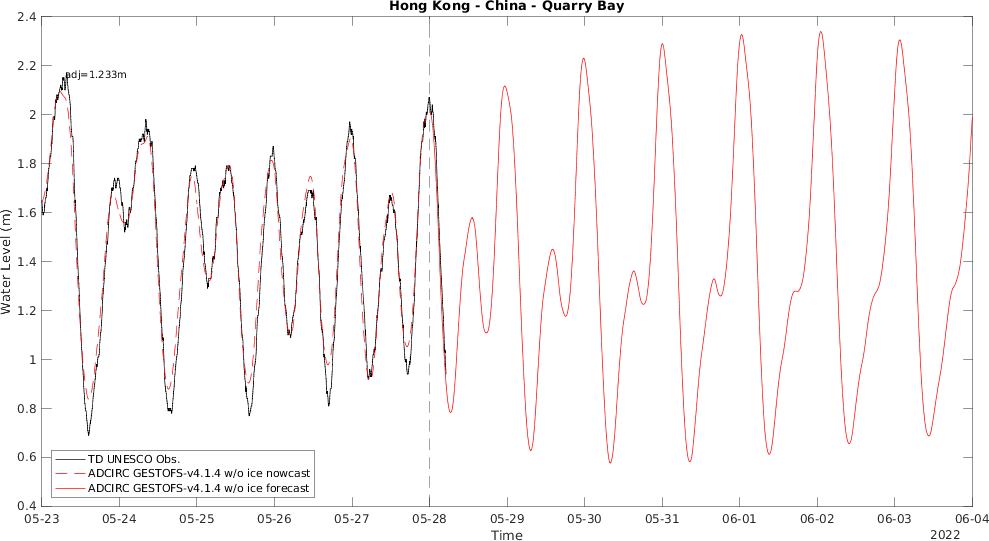 Hong Kong - China - Quarry Bay
2.4
2.2
2
1.8
1.6
1.4
1.2
1
0.8
0.6
0.4
Water Level (m)
adj=1.233m
TD UNESCO Obs.
ADCIRC GESTOFS-v4.1.4 w/o ice nowcast
ADCIRC GESTOFS-v4.1.4 w/o ice forecast
05-23 05-24 05-25 05-26 05-27 05-28 05-29 05-30 05-31 06-01 06-02 06-03 06-04
Time
2022